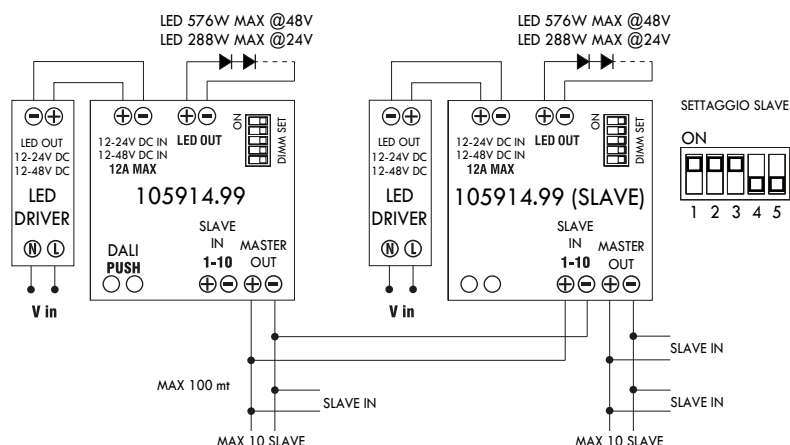 LED 576W MAX @48V
LED 288W MAX @24V
LED OUT
12-24V DC
12-48V DC
LED
DRIVER
N L
V in
12-24V DC IN
12-48V DC IN
12A MAX
LED OUT
ON
DIMM SET
105914.99
DALI
PUSH
SLAVE
IN
1-10
MASTER
OUT
MAX 100 mt
SLAVE IN
MAX 10 SLAVE
LED 576W MAX @48V
LED 288W MAX @24V
LED OUT
12-24V DC
12-48V DC
LED
DRIVER
N L
V in
12-24V DC IN
12-48V DC IN
12A MAX
LED OUT
ON
DIMM SET
105914.99 (SLAVE)
SLAVE
IN
1-10
MASTER
OUT
SLAVE IN
SLAVE IN
MAX 10 SLAVE
SETTAGGIO SLAVE
ON
1 2 3 4 5